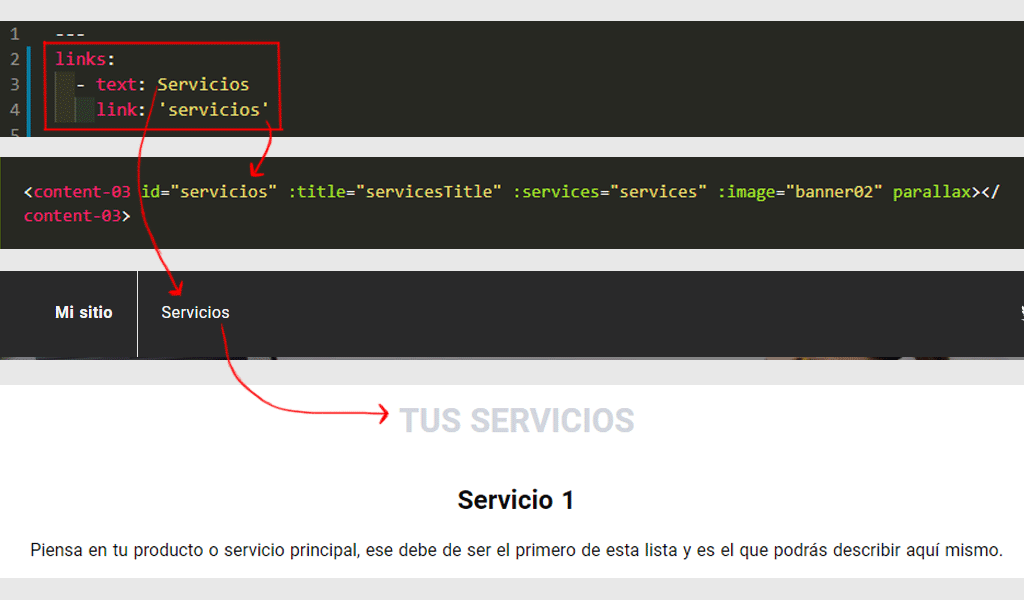 1 ---
2 links:
3 - text: Servicios
4 link: 'servicios'
5
<content-03 id="servicios" :title="servicesTitle" :services="services" :image="banner02" parallax></
content-03>
Mi sitio Servicios
TUS SERVICIOS
Servicio 1
Piensa en tu producto o servicio principal, ese debe de ser el primero de esta lista y es el que podrás describir aquí mismo.